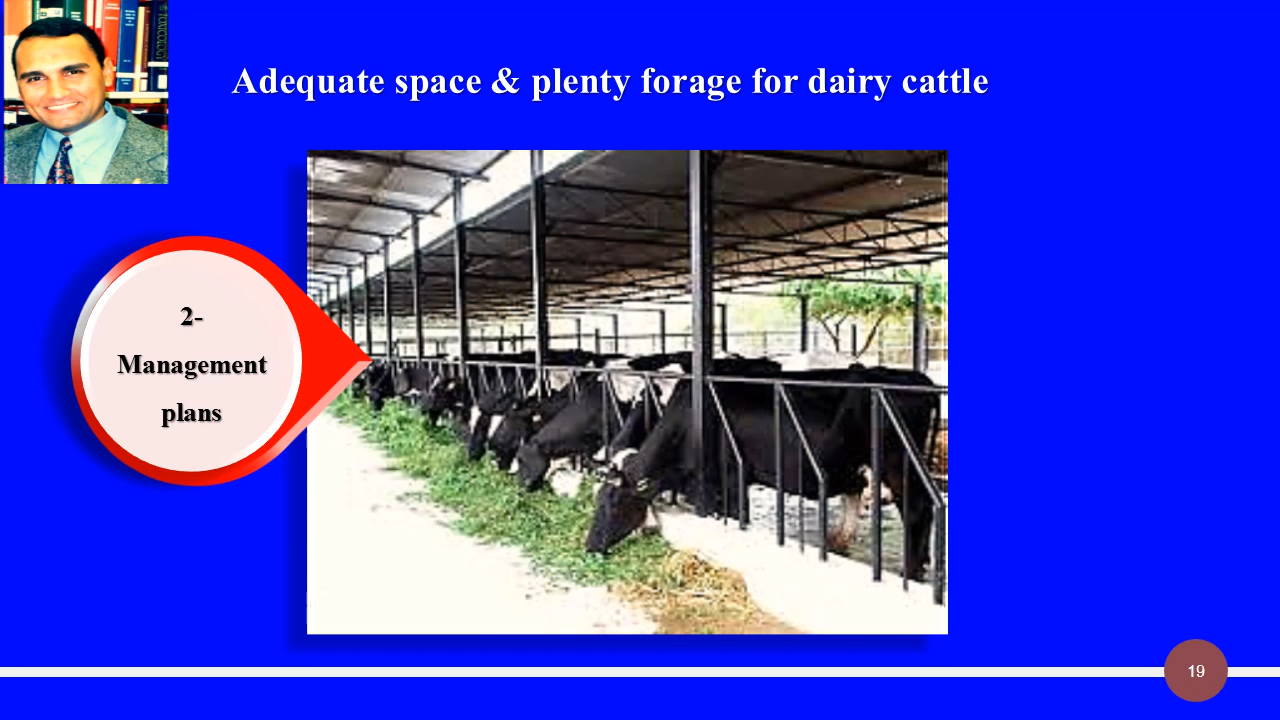 Adequate space & plenty forage for dairy cattle
2-
Management
plans
19